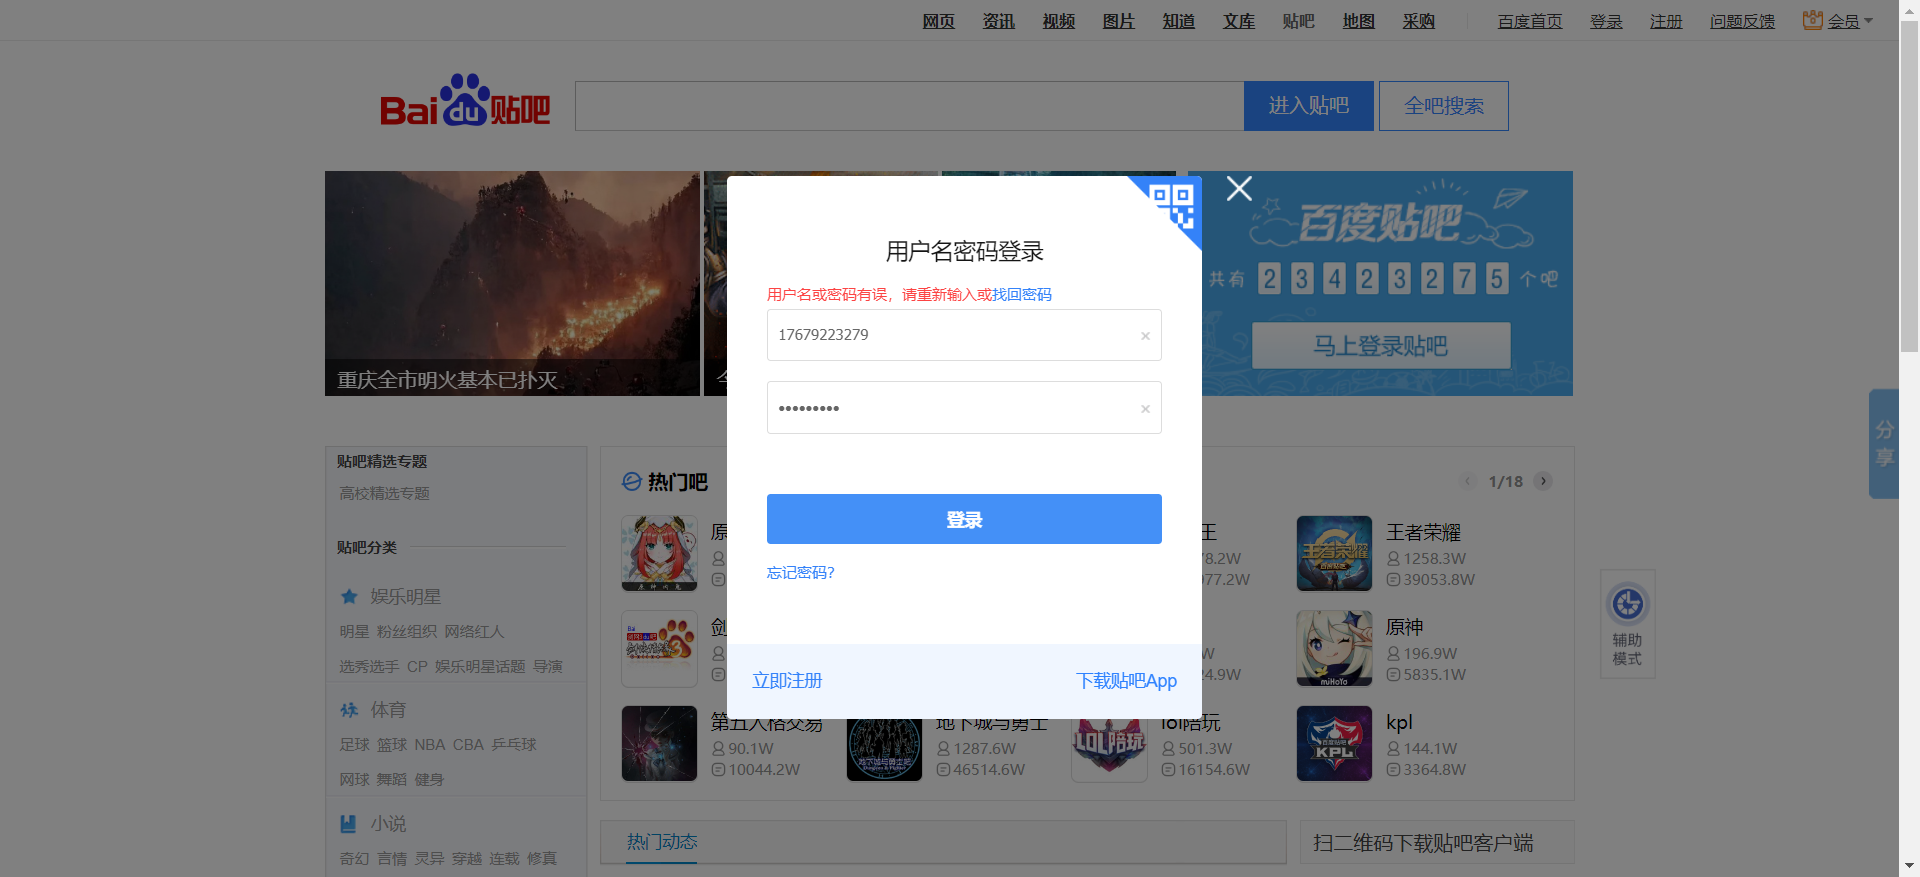 网页 资讯 视频 图片 知道 文库 贴吧 地图 采购 百度首页 登录 注册 问题反馈 会员
Bai du 贴吧 进入贴吧 全吧搜索
重庆全市明火基本已扑灭
百度贴吧
共有 2 3 4 2 3 2 7 5 个吧
马上登录贴吧
用户名密码登录
用户名或密码有误，请重新输入或找回密码
17679223279
•••••••••
登录
忘记密码?
立即注册 下载贴吧App
分享
辅助
模式
贴吧精选专题
高校精选专题
贴吧分类
娱乐明星
明星 粉丝组织 网络红人
选秀选手 CP 娱乐明星话题 导演
体育
足球 篮球 NBA CBA 乒乓球
网球 舞蹈 健身
小说
奇幻 言情 灵异 穿越 连载 修真
热门吧 1/18
王者荣耀
1258.3W
39053.8W
原神
196.9W
5835.1W
miHoYo
第五人格交易
90.1W
10044.2W
地下城与勇士
1287.6W
46514.6W
lol陪玩
501.3W
16154.6W
LOL陪玩
kpl
144.1W
3364.8W
KPL
热门动态
扫二维码下载贴吧客户端